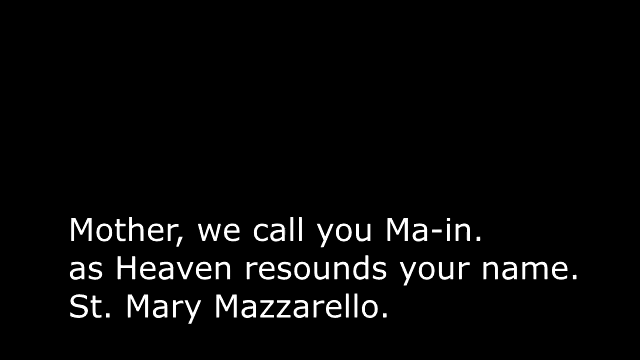 Mother, we call you Ma-in.
as Heaven resounds your name.
St. Mary Mazzarello.